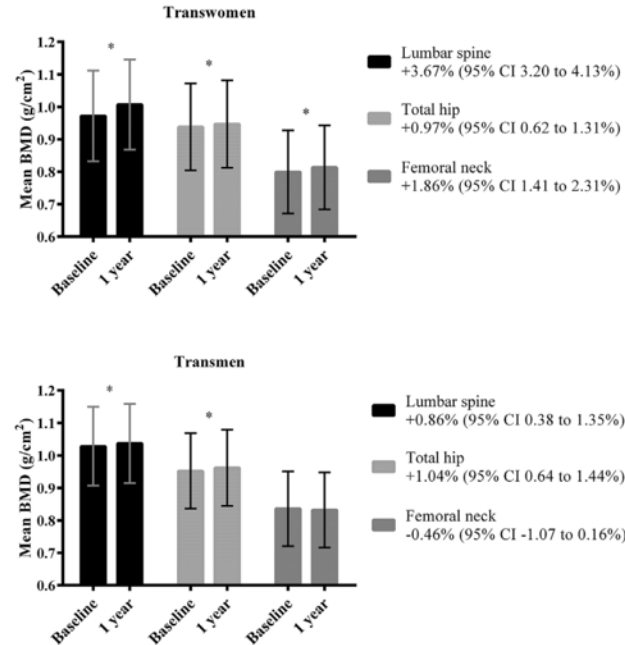 Transwomen
Mean BMD (g/cm²)
1.2
1.1
1.0
0.9
0.8
0.7
0.6
*
*
*
Baseline
1 year
Baseline
1 year
Baseline
1 year
Lumbar spine
+3.67% (95% CI 3.20 to 4.13%)
Total hip
+0.97% (95% CI 0.62 to 1.31%)
Femoral neck
+1.86% (95% CI 1.41 to 2.31%)
Transmen
Mean BMD (g/cm²)
1.2
1.1
1.0
0.9
0.8
0.7
0.6
*
*
Baseline
1 year
Baseline
1 year
Baseline
1 year
Lumbar spine
+0.86% (95% CI 0.38 to 1.35%)
Total hip
+1.04% (95% CI 0.64 to 1.44%)
Femoral neck
-0.46% (95% CI -1.07 to 0.16%)